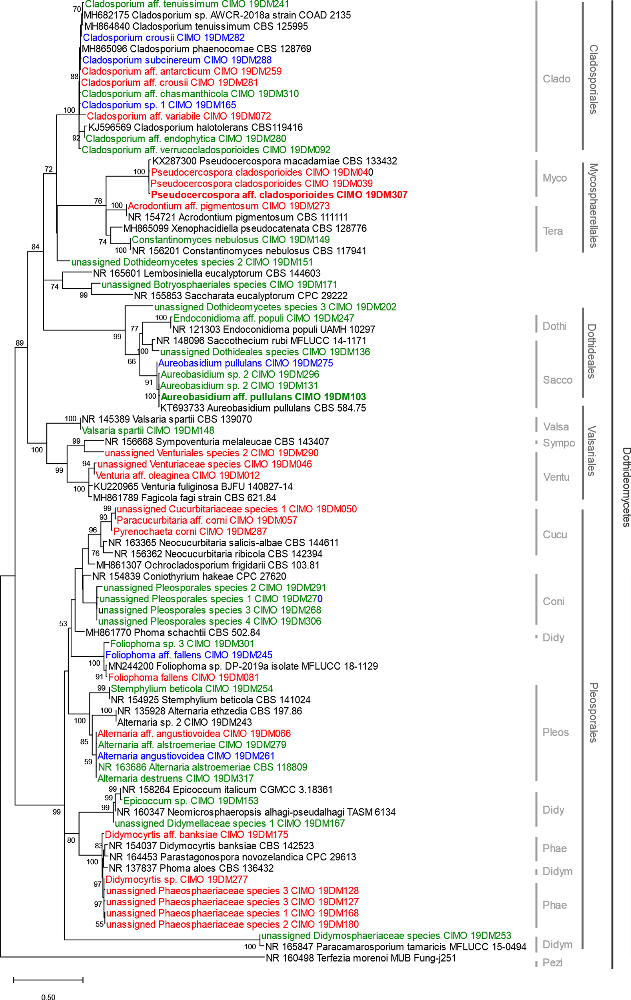 Cladosporium aff. tenuissimum CIMO 19DM241
70
MH682175 Cladosporium sp. AWCR-2018a strain COAD 2135
MH864840 Cladosporium tenuissimum CBS 125995
Cladosporium crousii CIMO 19DM282
MH865096 Cladosporium phaenocomae CBS 128769
Cladosporium subcinereum CIMO 19DM288
Cladosporium aff. antarcticum CIMO 19DM259
88
Cladosporium aff. crousii CIMO 19DM281
Clado
Cladosporiales
Cladosporium aff. chasmanthicola CIMO 19DM310
Cladosporium sp. 1 CIMO 19DM165
100
Cladosporium aff. variabile CIMO 19DM072
KJ596569 Cladosporium halotolerans CBS119416
92
Cladosporium aff. endophytica CIMO 19DM280
Cladosporium aff. verrucocladosporioides CIMO 19DM092
KX287300 Pseudocercospora macadamiae CBS 133432
72
100
Pseudocercospora cladosporioides CIMO 19DM040
Myco
Pseudocercospora cladosporioides CIMO 19DM039
Pseudocercospora aff. cladosporioides CIMO 19DM307
76
100
Acrodontium aff. pigmentosum CIMO 19DM273
Mycosphaerellales
NR 154721 Acrodontium pigmentosum CBS 111111
MH865099 Xenophacidiella pseudocatenata CBS 128776
Tera
74
Constantinomyces nebulosus CIMO 19DM149
84
100
NR 156201 Constantinomyces nebulosus CBS 117941
unassigned Dothideomycetes species 2 CIMO 19DM151
NR 165601 Lembosiniella eucalyptorum CBS 144603
74
unassigned Botryosphaeriales species CIMO 19DM171
99
NR 155853 Saccharata eucalyptorum CPC 29222
unassigned Dothideomycetes species 3 CIMO 19DM202
100
Endoconidioma aff. populi CIMO 19DM247
Dothi
77
NR 121303 Endoconidioma populi UAMH 10297
99
NR 148096 Saccothecium rubi MFLUCC 14-1171
89
100
unassigned Dothideales species CIMO 19DM136
Dothideales
66
Aureobasidium pullulans CIMO 19DM275
Aureobasidium sp. 2 CIMO 19DM296
Sacco
91
Aureobasidium sp. 2 CIMO 19DM131
100
Aureobasidium aff. pullulans CIMO 19DM103
KT693733 Aureobasidium pullulans CBS 584.75
100
NR 145389 Valsaria spartii CBS 139070
Valsa
Valsaria spartii CIMO 19DM148
99
NR 156668 Sympoventuria melaleucae CBS 143407
Sympo
Valsariales
100
unassigned Venturiales species 2 CIMO 19DM290
94
unassigned Venturiaceae species CIMO 19DM046
99
Venturia aff. oleaginea CIMO 19DM012
Ventu
100
KU220965 Venturia fuliginosa BJFU 140827-14
MH861789 Fagicola fagi strain CBS 621.84
Dothideomycetes
99
unassigned Cucurbitariaceae species 1 CIMO 19DM050
93
Paracucurbitaria aff. corni CIMO 19DM057
96
Pyrenochaeta corni CIMO 19DM287
Cucu
NR 163365 Neocucurbitaria salicis-albae CBS 144611
76
NR 156362 Neocucurbitaria ribicola CBS 142394
MH861307 Ochrocladosporium frigidarii CBS 103.81
NR 154839 Coniothyrium hakeae CPC 27620
unassigned Pleosporales species 2 CIMO 19DM291
unassigned Pleosporales species 1 CIMO 19DM270
Coni
unassigned Pleosporales species 3 CIMO 19DM268
unassigned Pleosporales species 4 CIMO 19DM306
53
MH861770 Phoma schachtii CBS 502.84
Didy
Foliophoma sp. 3 CIMO 19DM301
Foliophoma aff. fallens CIMO 19DM245
100
MN244200 Foliophoma sp. DP-2019a isolate MFLUCC 18-1129
91
Foliophoma fallens CIMO 19DM081
99
Stemphylium beticola CIMO 19DM254
NR 154925 Stemphylium beticola CBS 141024
Pleosporales
100
NR 135928 Alternaria ethzedia CBS 197.86
100
Alternaria sp. 2 CIMO 19DM243
Alternaria aff. angustiovoidea CIMO 19DM066
Pleos
85
Alternaria aff. alstroemeriae CIMO 19DM279
Alternaria angustiovoidea CIMO 19DM261
59
NR 163686 Alternaria alstroemeriae CBS 118809
Alternaria destruens CIMO 19DM317
99
NR 158264 Epicoccum italicum CGMCC 3.18361
99
Epicoccum sp. CIMO 19DM153
99
NR 160347 Neomicrosphaeropsis alhagi-pseudalhagi TASM 6134
Didy
99
unassigned Didymellaceae species 1 CIMO 19DM167
Didymocyrtis aff. banksiae CIMO 19DM175
80
83
NR 154037 Didymocyrtis banksiae CBS 142523
Phae
NR 164453 Parastagonospora novozelandica CPC 29613
100
NR 137837 Phoma aloes CBS 136432
Didym
Didymocyrtis sp. CIMO 19DM277
97
unassigned Phaeosphaeriaceae species 3 CIMO 19DM128
unassigned Phaeosphaeriaceae species 3 CIMO 19DM127
Phae
97
unassigned Phaeosphaeriaceae species 1 CIMO 19DM168
55
unassigned Phaeosphaeriaceae species 2 CIMO 19DM180
unassigned Didymosphaeriaceae species CIMO 19DM253
100
NR 165847 Paracamarosporium tamaricis MFLUCC 15-0494
Didym
NR 160498 Terfezia morenoi MUB Fung-j251
Pezi
0.50